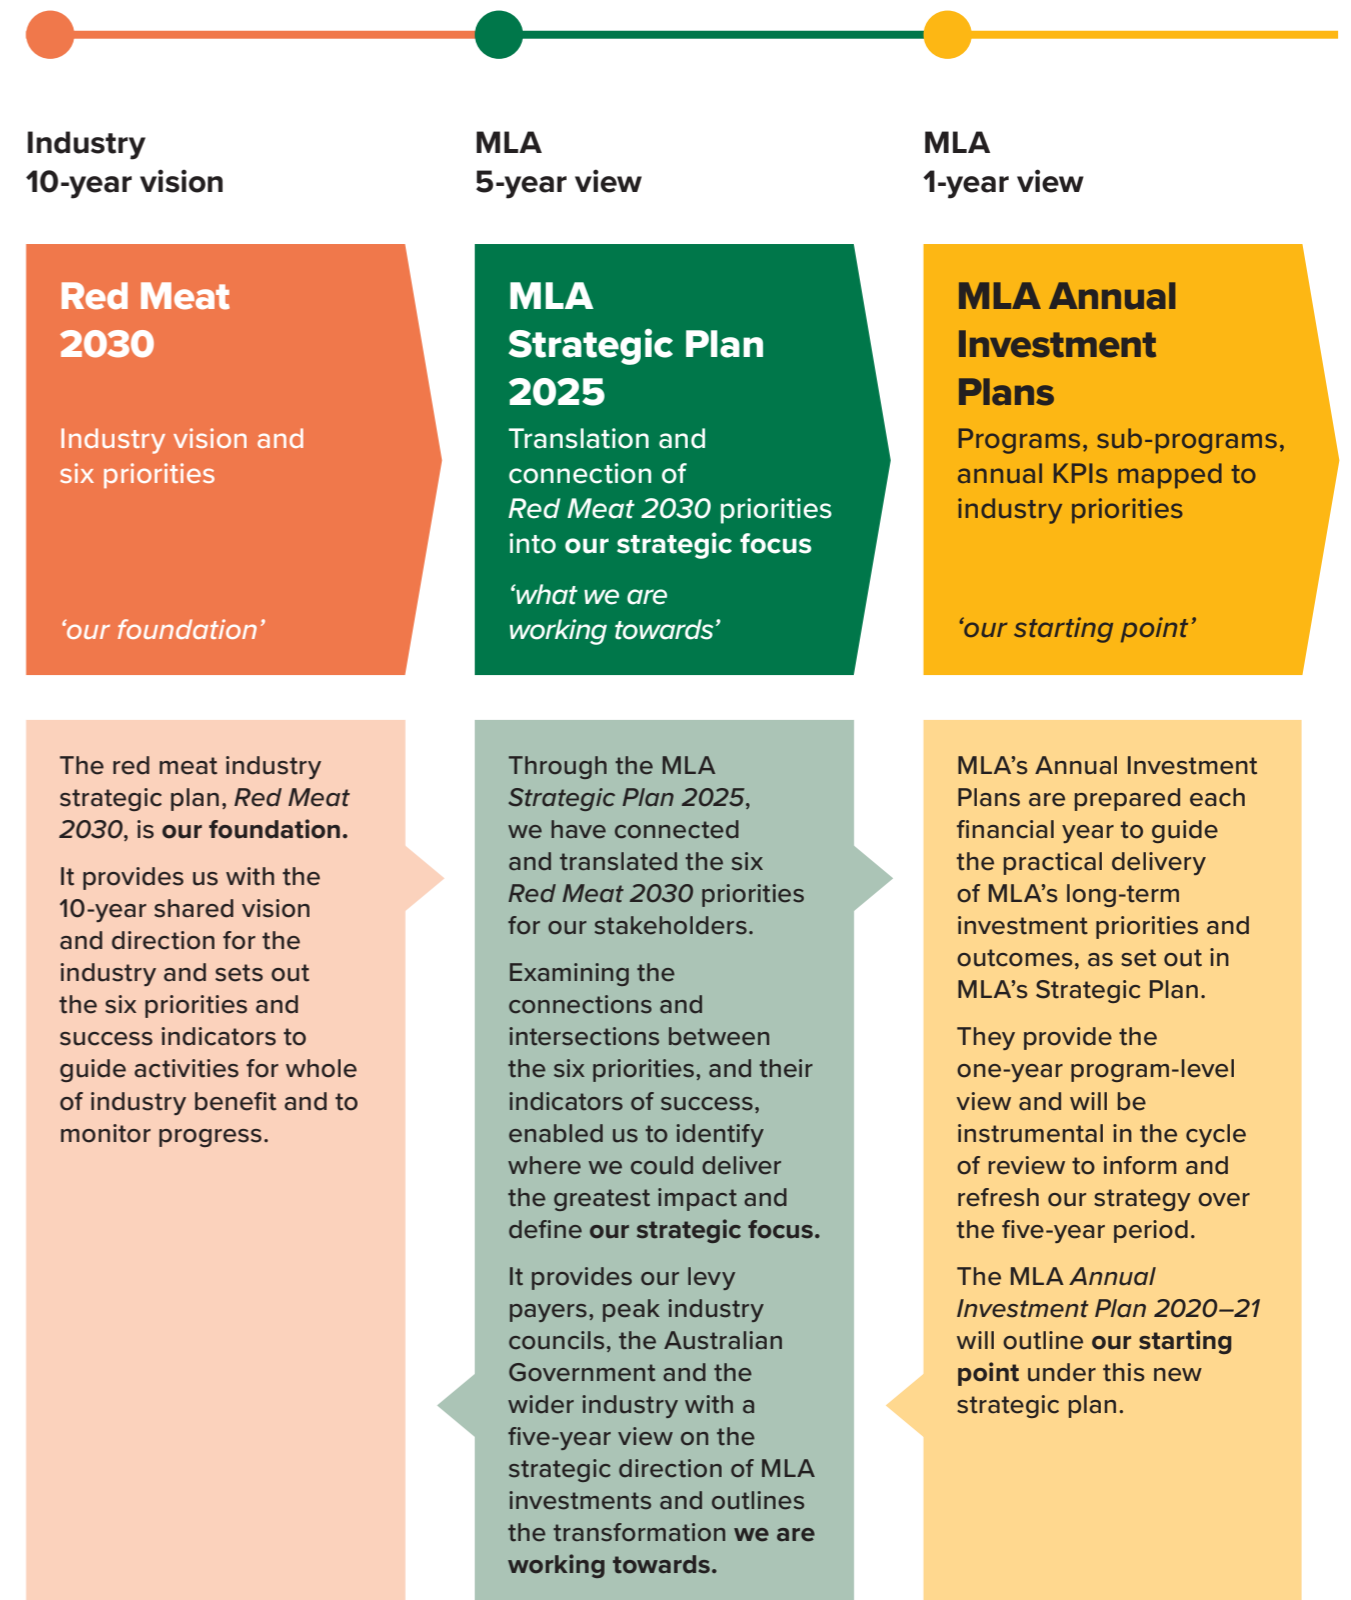 Industry
10-year vision
MLA
5-year view
MLA
1-year view
Red Meat
2030
Industry vision and
six priorities
‘our foundation’
MLA
Strategic Plan
2025
Translation and
connection of
Red Meat 2030 priorities
into our strategic focus
‘what we are
working towards’
MLA Annual
Investment
Plans
Programs, sub-programs,
annual KPIs mapped to
industry priorities
‘our starting point’
The red meat industry
strategic plan, Red Meat
2030, is our foundation.
It provides us with the
10-year shared vision
and direction for the
industry and sets out
the six priorities and
success indicators to
guide activities for whole
of industry benefit and to
monitor progress.
Through the MLA
Strategic Plan 2025,
we have connected
and translated the six
Red Meat 2030 priorities
for our stakeholders.
Examining the
connections and
intersections between
the six priorities, and their
indicators of success,
enabled us to identify
where we could deliver
the greatest impact and
define our strategic focus.
It provides our levy
payers, peak industry
councils, the Australian
Government and the
wider industry with a
five-year view on the
strategic direction of MLA
investments and outlines
the transformation we are
working towards.
MLA’s Annual Investment
Plans are prepared each
financial year to guide
the practical delivery
of MLA’s long-term
investment priorities and
outcomes, as set out in
MLA’s Strategic Plan.
They provide the
one-year program-level
view and will be
instrumental in the cycle
of review to inform and
refresh our strategy over
the five-year period.
The MLA Annual
Investment Plan 2020–21
will outline our starting
point under this new
strategic plan.